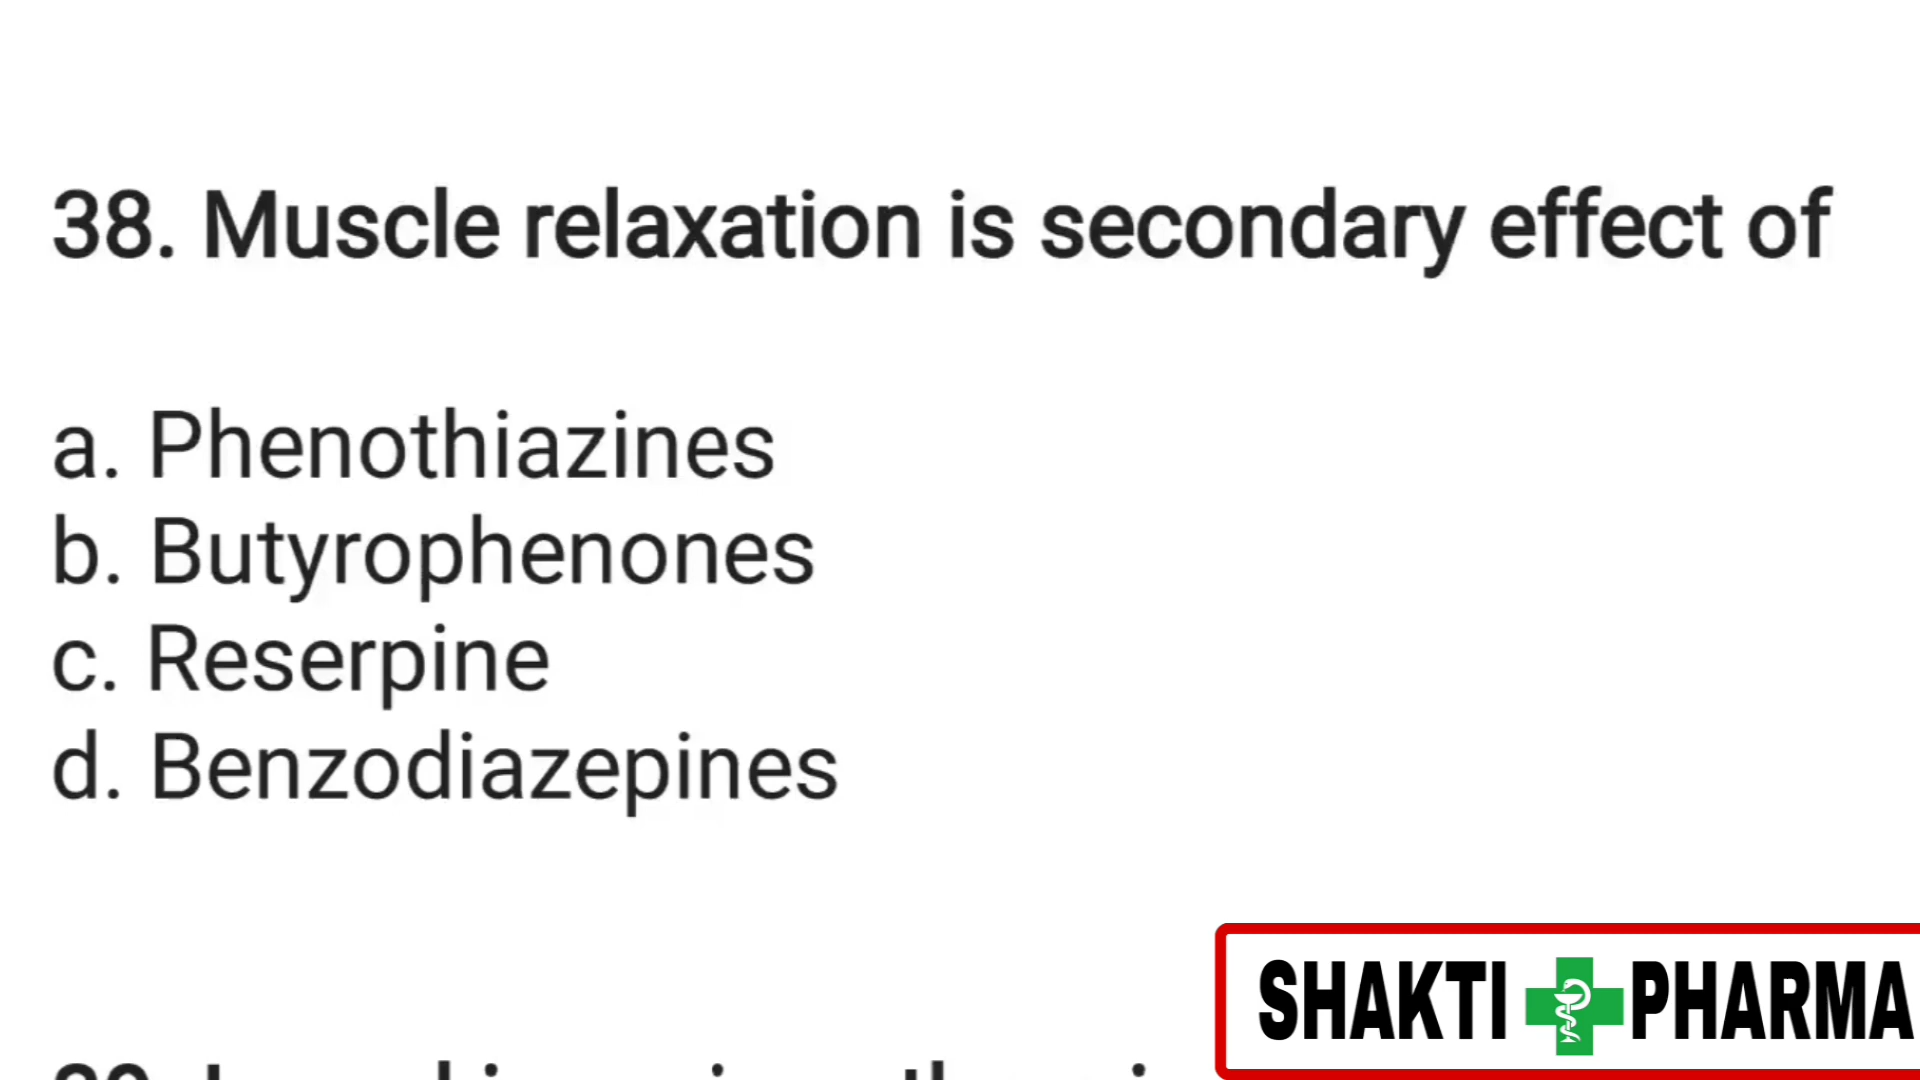 38. Muscle relaxation is secondary effect of
a. Phenothiazines
b. Butyrophenones
c. Reserpine
d. Benzodiazepines
SHAKTI PHARMA